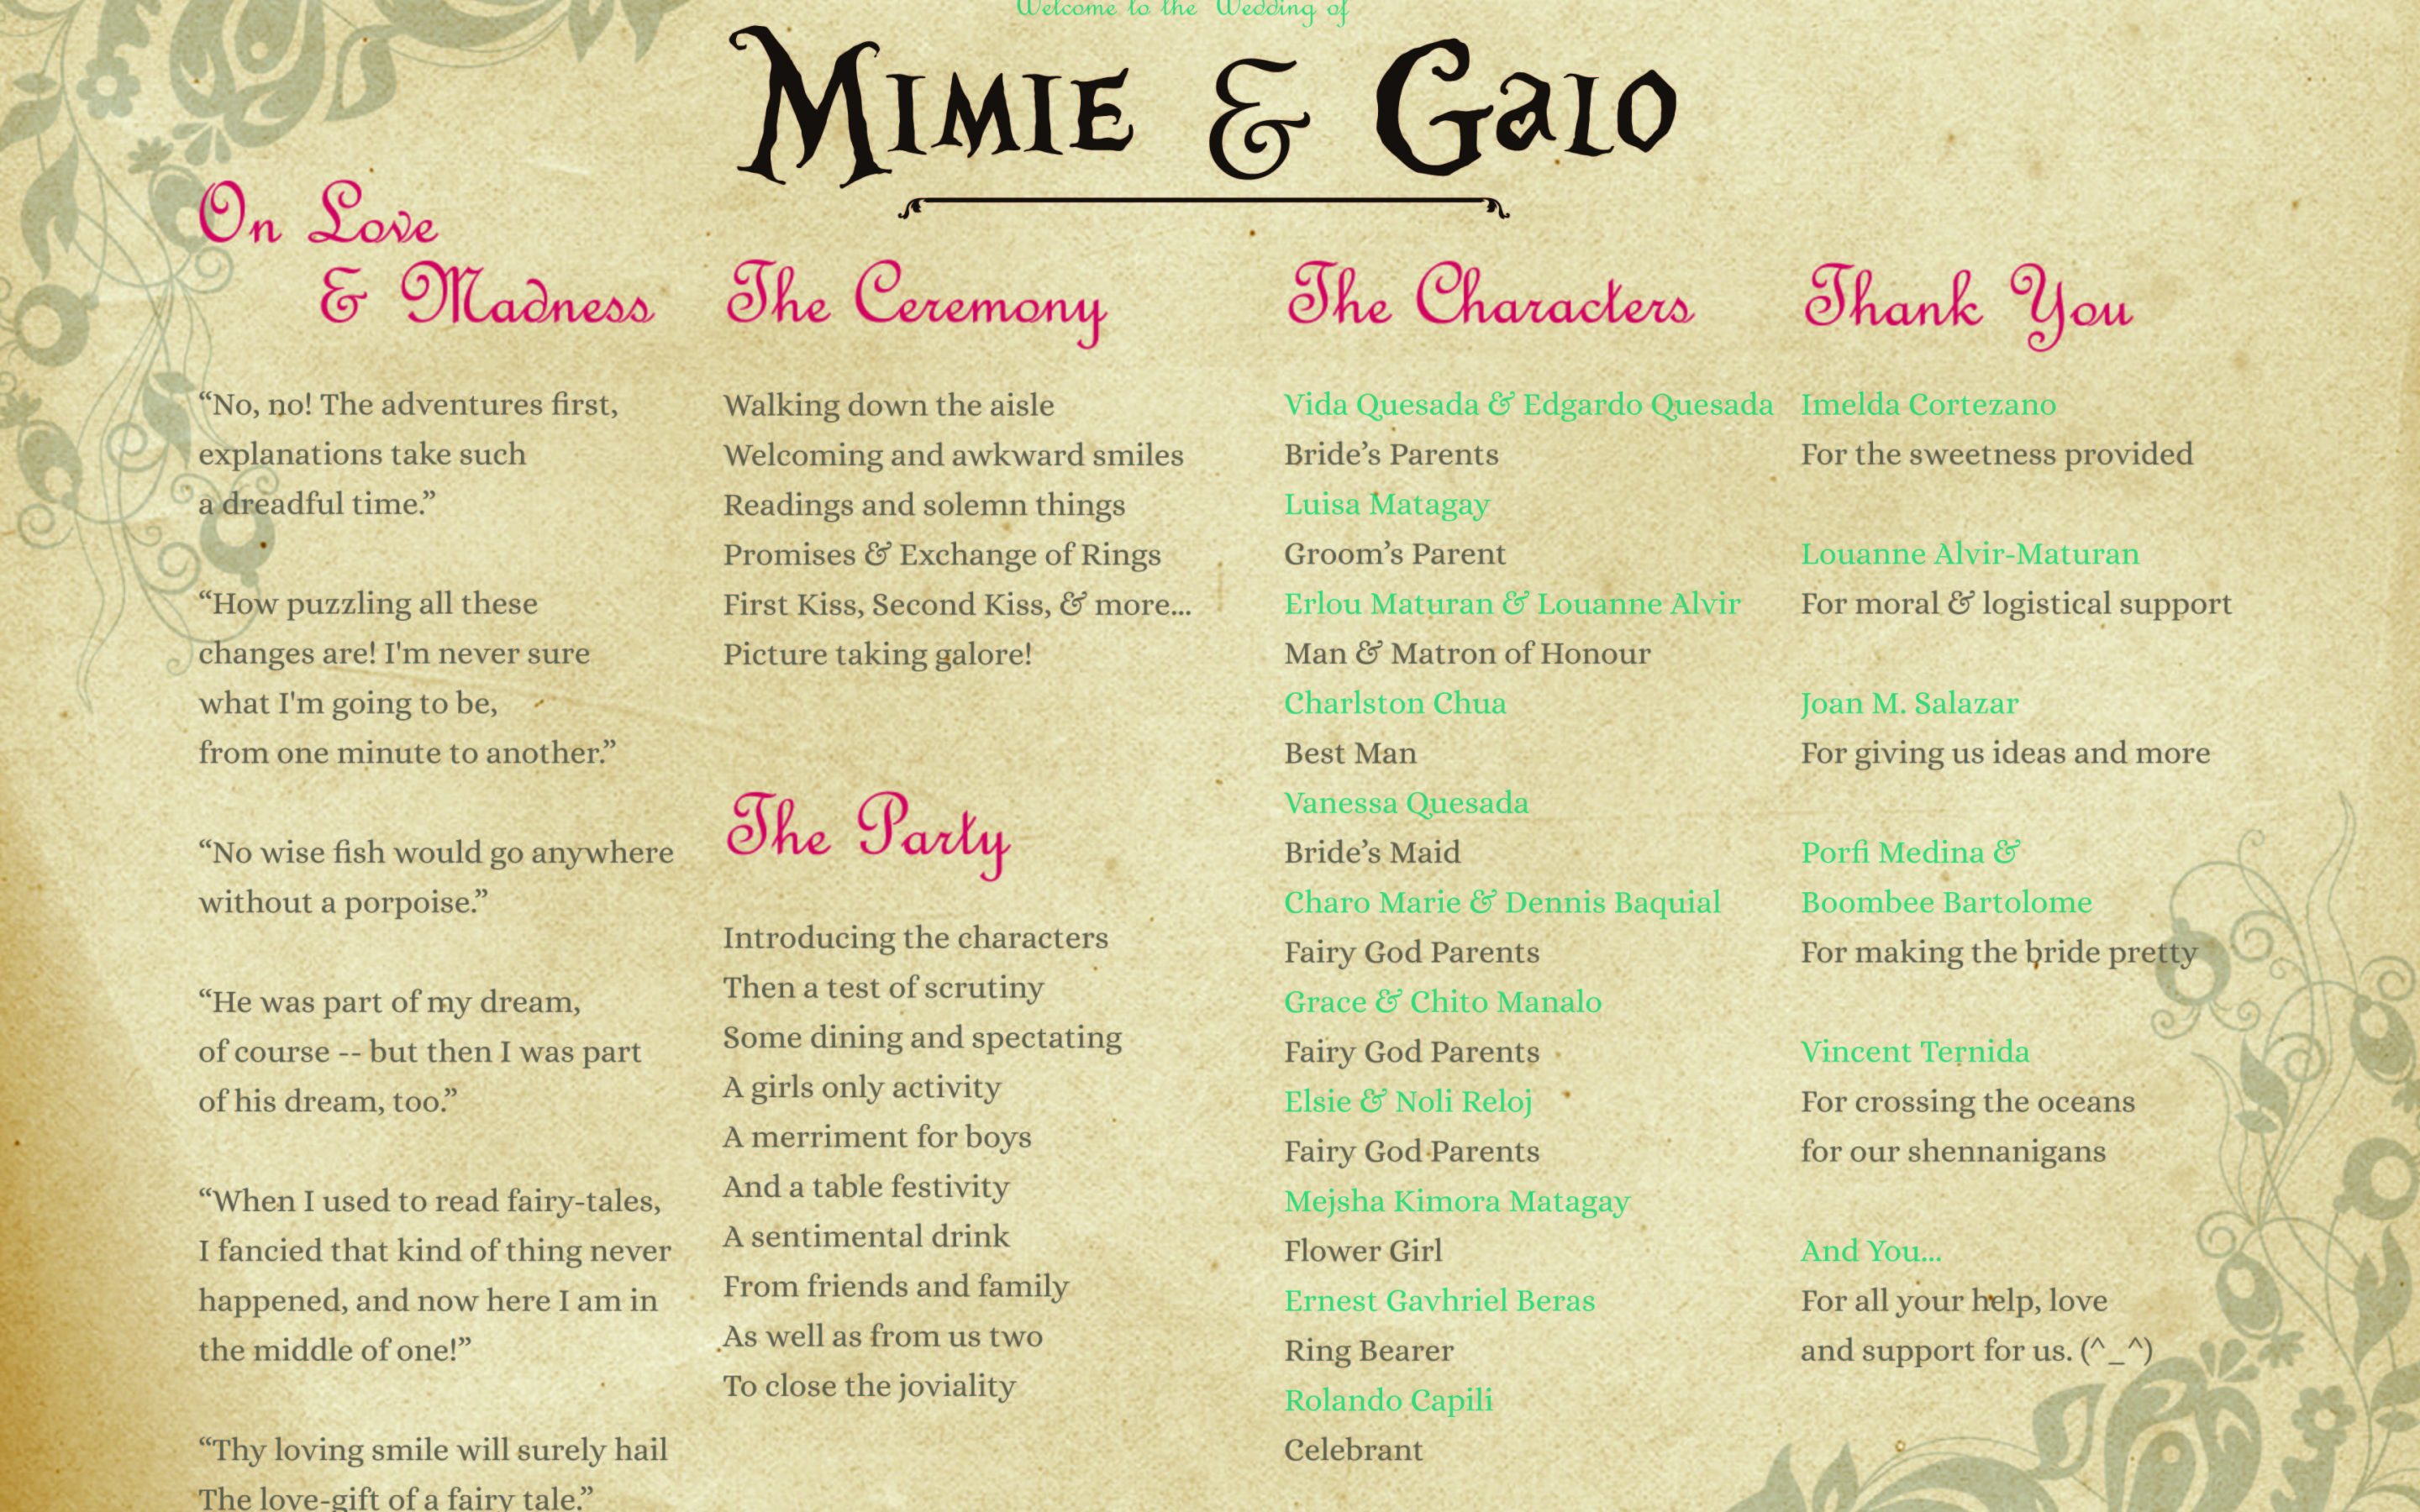 Welcome to the Wedding of
Mimie & Gaio
On Love
& Madness
“No, no! The adventures first,
explanations take such
a dreadful time.”
“How puzzling all these
changes are! I'm never sure
what I'm going to be,
from one minute to another.”
“No wise fish would go anywhere
without a porpoise.”
“He was part of my dream,
of course -- but then I was part
of his dream, too.”
“When I used to read fairy-tales,
I fancied that kind of thing never
happened, and now here I am in
the middle of one!”
“Thy loving smile will surely hail
The love-gift of a fairy tale.”
The Ceremony
Walking down the aisle
Welcoming and awkward smiles
Readings and solemn things
Promises & Exchange of Rings
First Kiss, Second Kiss, & more...
Picture taking galore!
The Party
Introducing the characters
Then a test of scrutiny
Some dining and spectating
A girls only activity
A merriment for boys
And a table festivity
A sentimental drink
From friends and family
As well as from us two
To close the joviality
The Characters
Vida Quesada & Edgardo Quesada
Bride’s Parents
Luisa Matagay
Groom’s Parent
Erlou Maturan & Louanne Alvir
Man & Matron of Honour
Charlston Chua
Best Man
Vanessa Quesada
Bride’s Maid
Charo Marie & Dennis Baquial
Fairy God Parents
Grace & Chito Manalo
Fairy God Parents
Elsie & Noli Reloj
Fairy God Parents
Mejsha Kimora Matagay
Flower Girl
Ernest Gavhriel Beras
Ring Bearer
Rolando Capili
Celebrant
Thank You
Imelda Cortezano
For the sweetness provided
Louanne Alvir-Maturan
For moral & logistical support
Joan M. Salazar
For giving us ideas and more
Porfi Medina &
Boombee Bartolome
For making the bride pretty
Vincent Ternida
For crossing the oceans
for our shennanigans
And You...
For all your help, love
and support for us. (^_^)